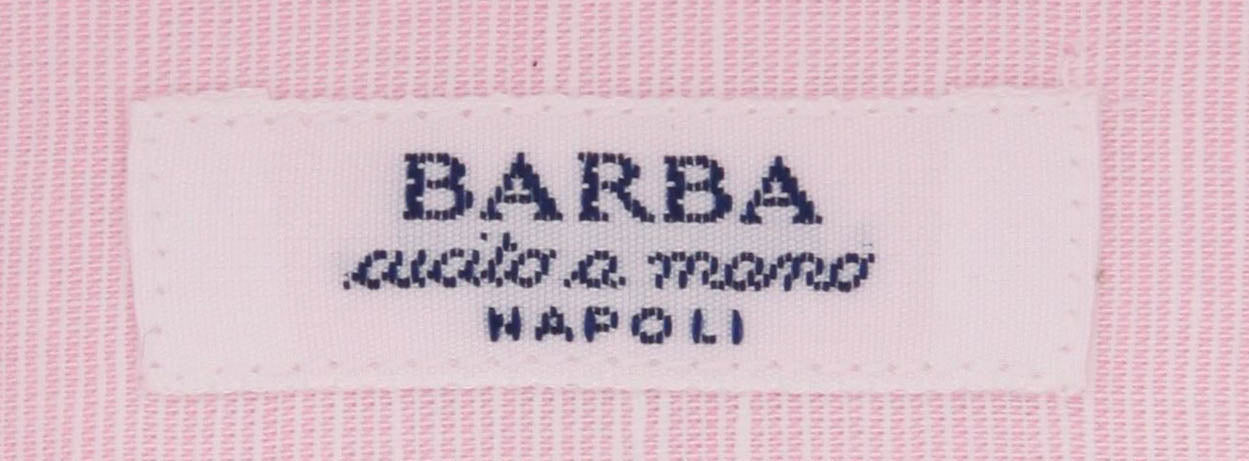 BARBA
cucito a mano
NAPOLI